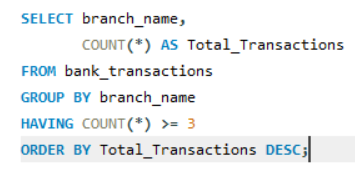 SELECT branch_name,
COUNT(*) AS Total_Transactions
FROM bank_transactions
GROUP BY branch_name
HAVING COUNT(*) >= 3
ORDER BY Total_Transactions DESC;